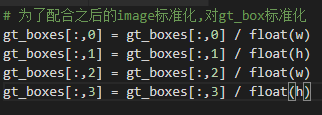 # 为了配合之后的image标准化,对gt_box标准化
gt_boxes[:,0] = gt_boxes[:,0] / float(w)
gt_boxes[:,1] = gt_boxes[:,1] / float(h)
gt_boxes[:,2] = gt_boxes[:,2] / float(w)
gt_boxes[:,3] = gt_boxes[:,3] / float(h)